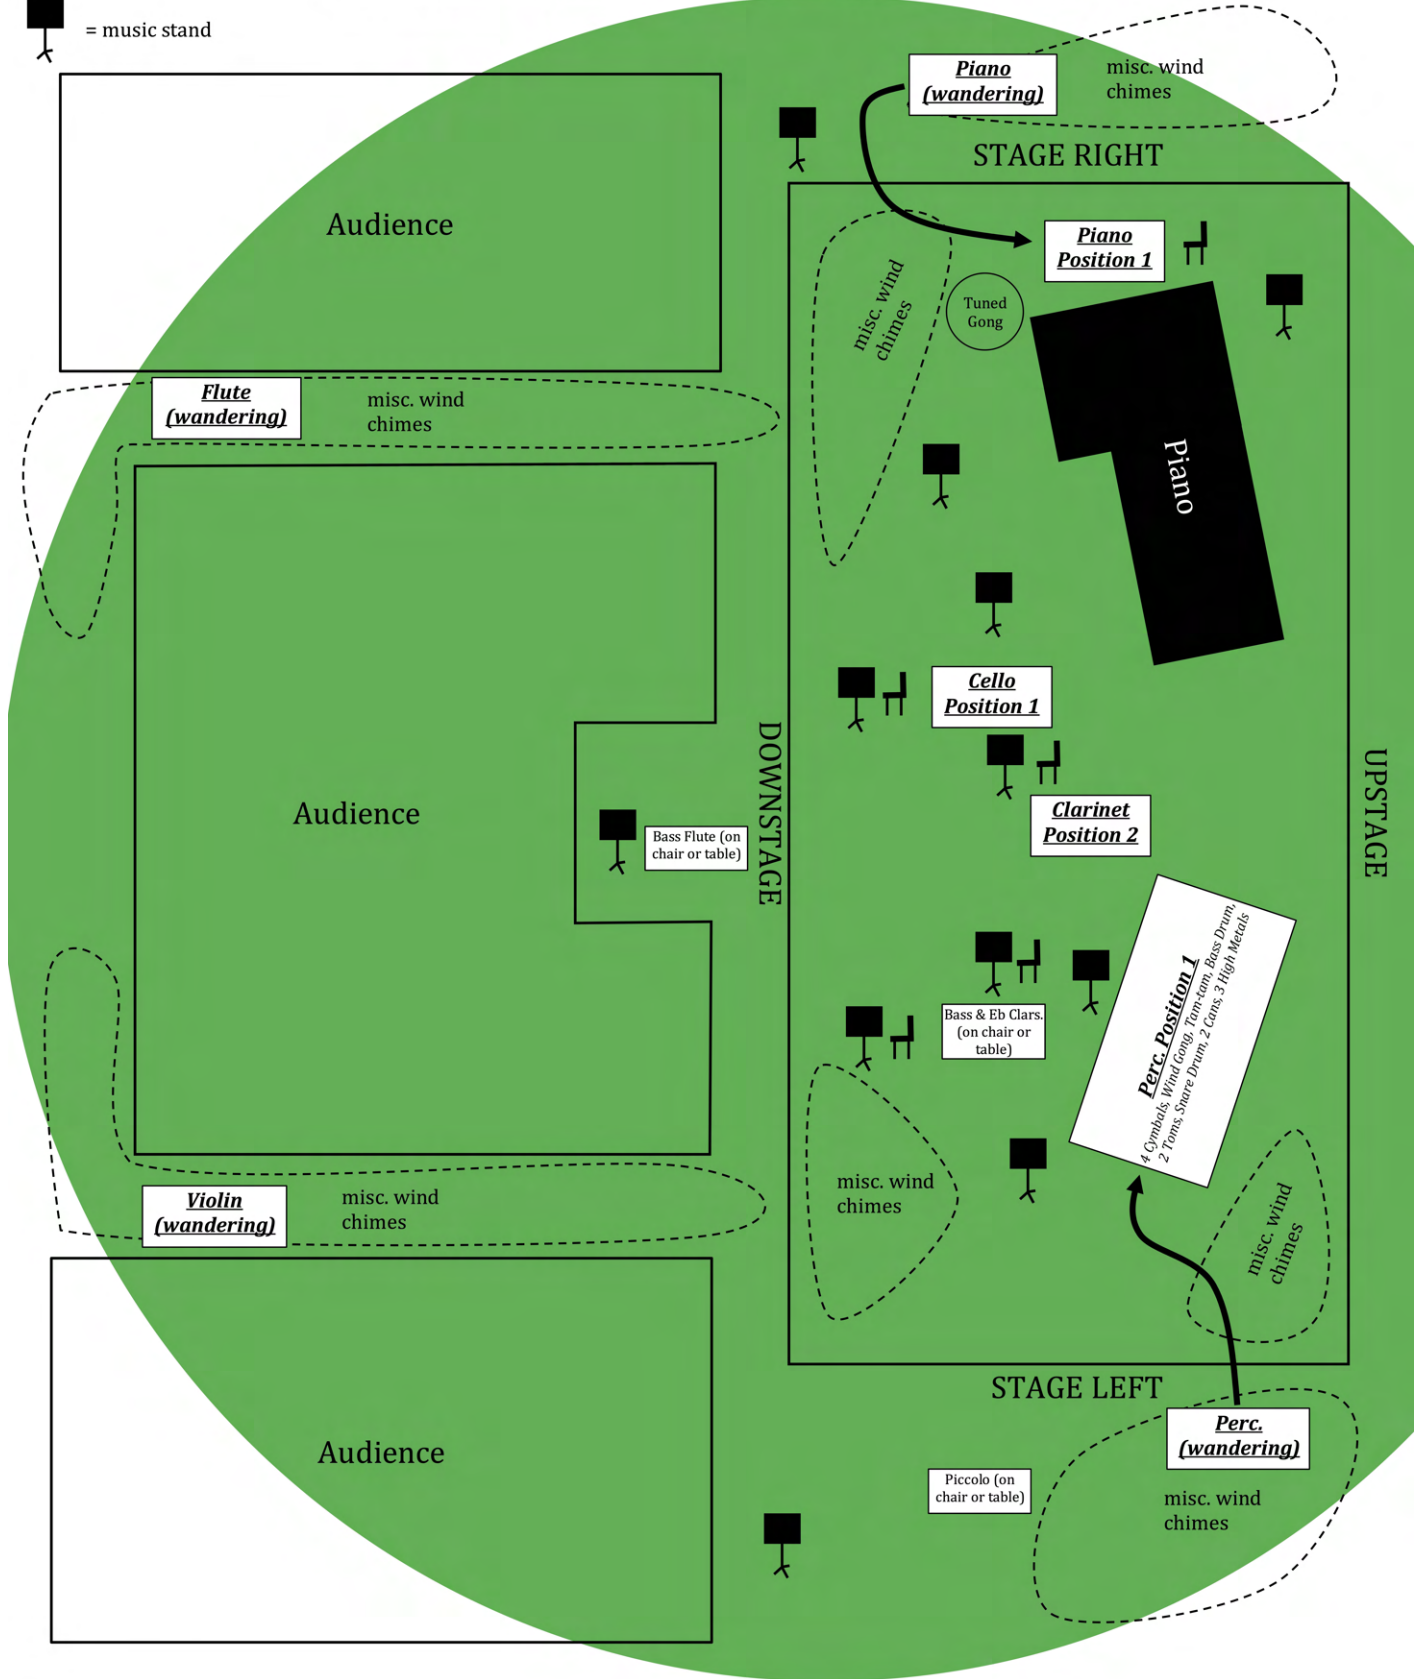 = music stand
Piano
(wandering)
misc. wind
chimes
STAGE RIGHT
Audience
Piano
Position 1
misc. wind
chimes
Tuned
Gong
Flute
(wandering)
misc. wind
chimes
Piano
Cello
Position 1
DOWNSTAGE
UPSTAGE
Clarinet
Position 2
Audience
Bass Flute (on
chair or table)
Perc. Position 1
4 Cymbals, Wind Gong, Tam-tam, Bass Drum,
2 Toms, Snare Drum, 2 Cans, 3 High Metals
Bass & Eb Clars.
(on chair or
table)
misc. wind
chimes
Violin
(wandering)
misc. wind
chimes
misc. wind
chimes
STAGE LEFT
Perc.
(wandering)
Audience
Piccolo (on
chair or table)
misc. wind
chimes